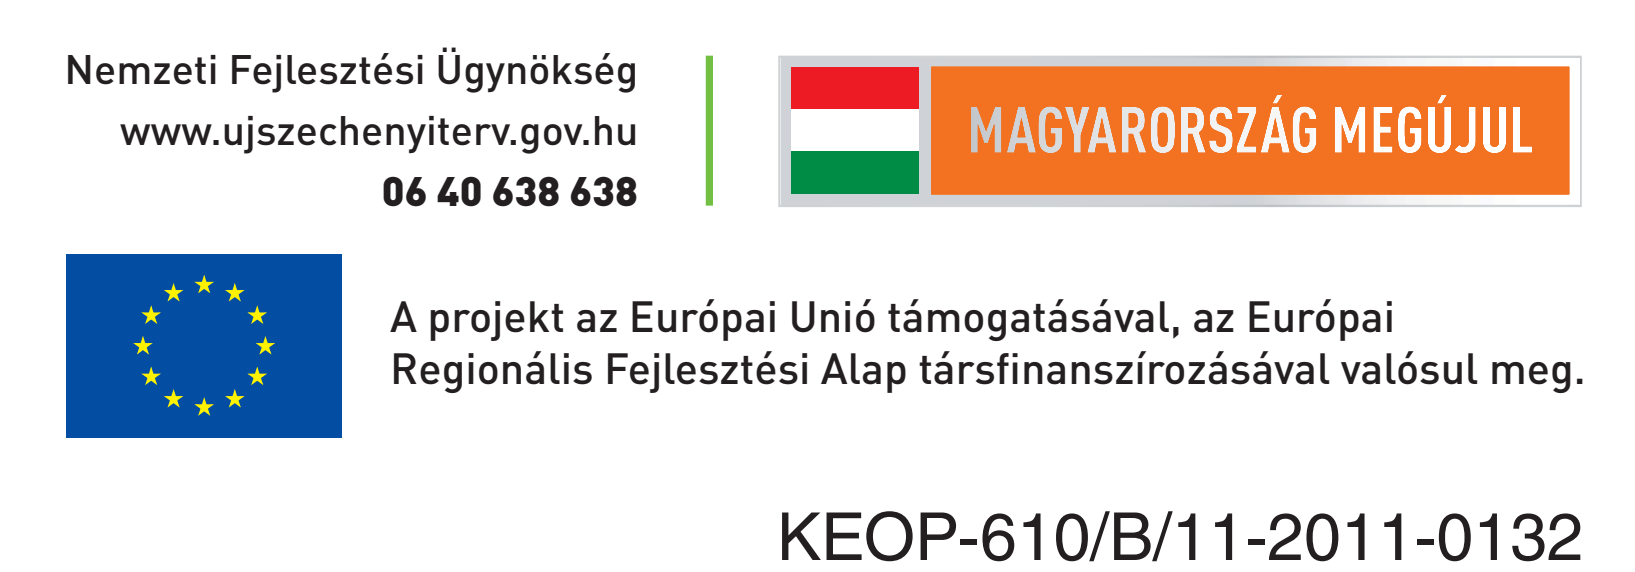 Nemzeti Fejlesztési Ügynökség
www.ujszechenyiterv.gov.hu
06 40 638 638
MAGYARORSZÁG MEGÚJUL
A projekt az Európai Unió támogatásával, az Európai
Regionális Fejlesztési Alap társfinanszírozásával valósul meg.
KEOP-610/B/11-2011-0132